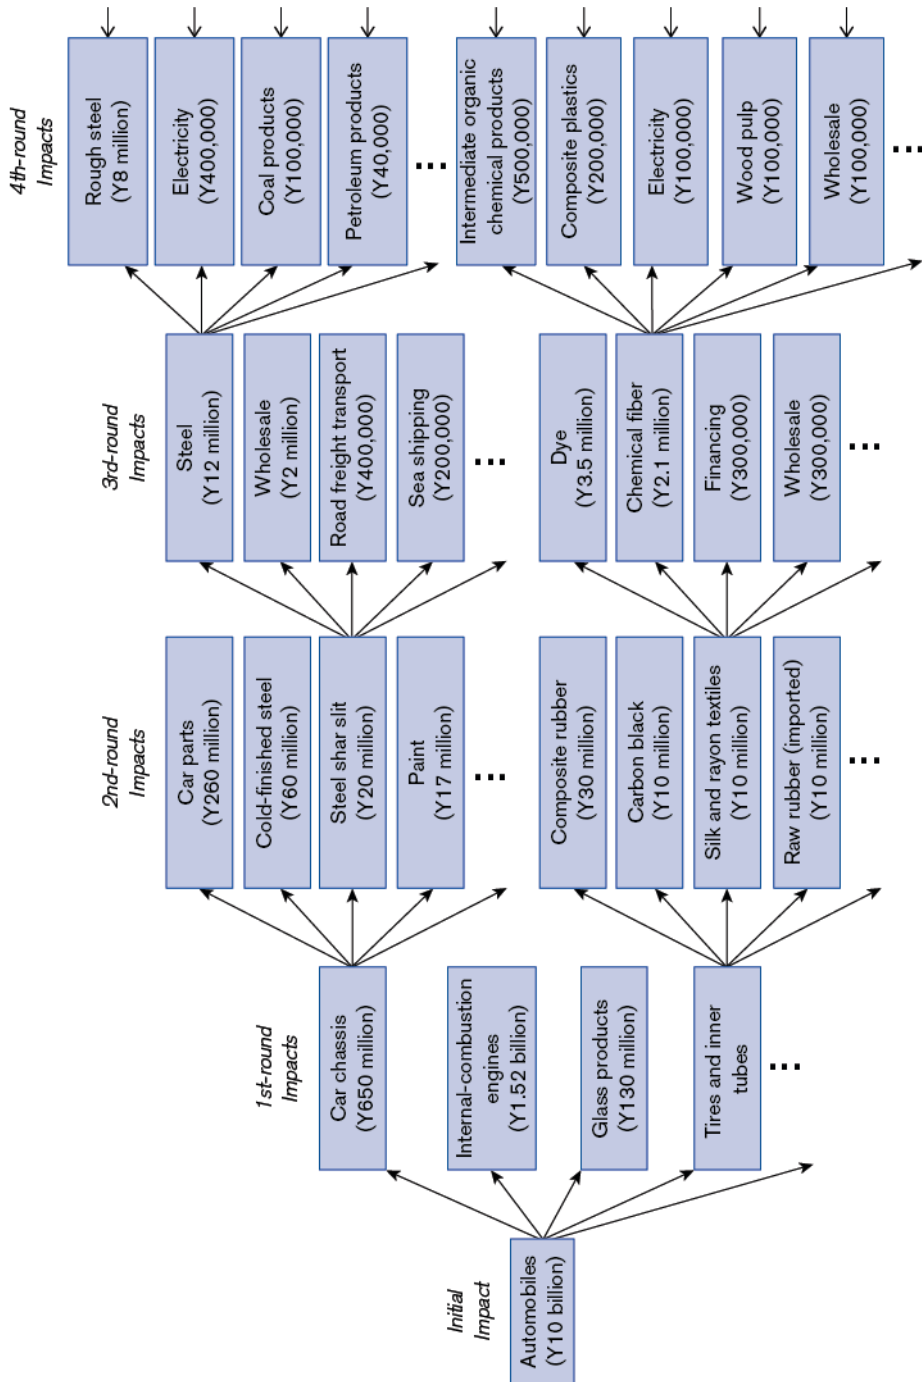 Initial
Impact
Automobiles
(Y10 billion)
1st-round
Impacts
Car chassis
(Y650 million)
Internal-combustion
engines
(Y1.52 billion)
Glass products
(Y130 million)
Tires and inner
tubes
...
2nd-round
Impacts
Car parts
(Y260 million)
Cold-finished steel
(Y60 million)
Steel shar slit
(Y20 million)
Paint
(Y17 million)
...
Composite rubber
(Y30 million)
Carbon black
(Y10 million)
Silk and rayon textiles
(Y10 million)
Raw rubber (imported)
(Y10 million)
...
3rd-round
Impacts
Steel
(Y12 million)
Wholesale
(Y2 million)
Road freight transport
(Y400,000)
Sea shipping
(Y200,000)
...
Dye
(Y3.5 million)
Chemical fiber
(Y2.1 million)
Financing
(Y300,000)
Wholesale
(Y300,000)
...
4th-round
Impacts
Rough steel
(Y8 million)
Electricity
(Y400,000)
Coal products
(Y100,000)
Petroleum products
(Y40,000)
...
Intermediate organic
chemical products
(Y500,000)
Composite plastics
(Y200,000)
Electricity
(Y100,000)
Wood pulp
(Y100,000)
Wholesale
(Y100,000)
...